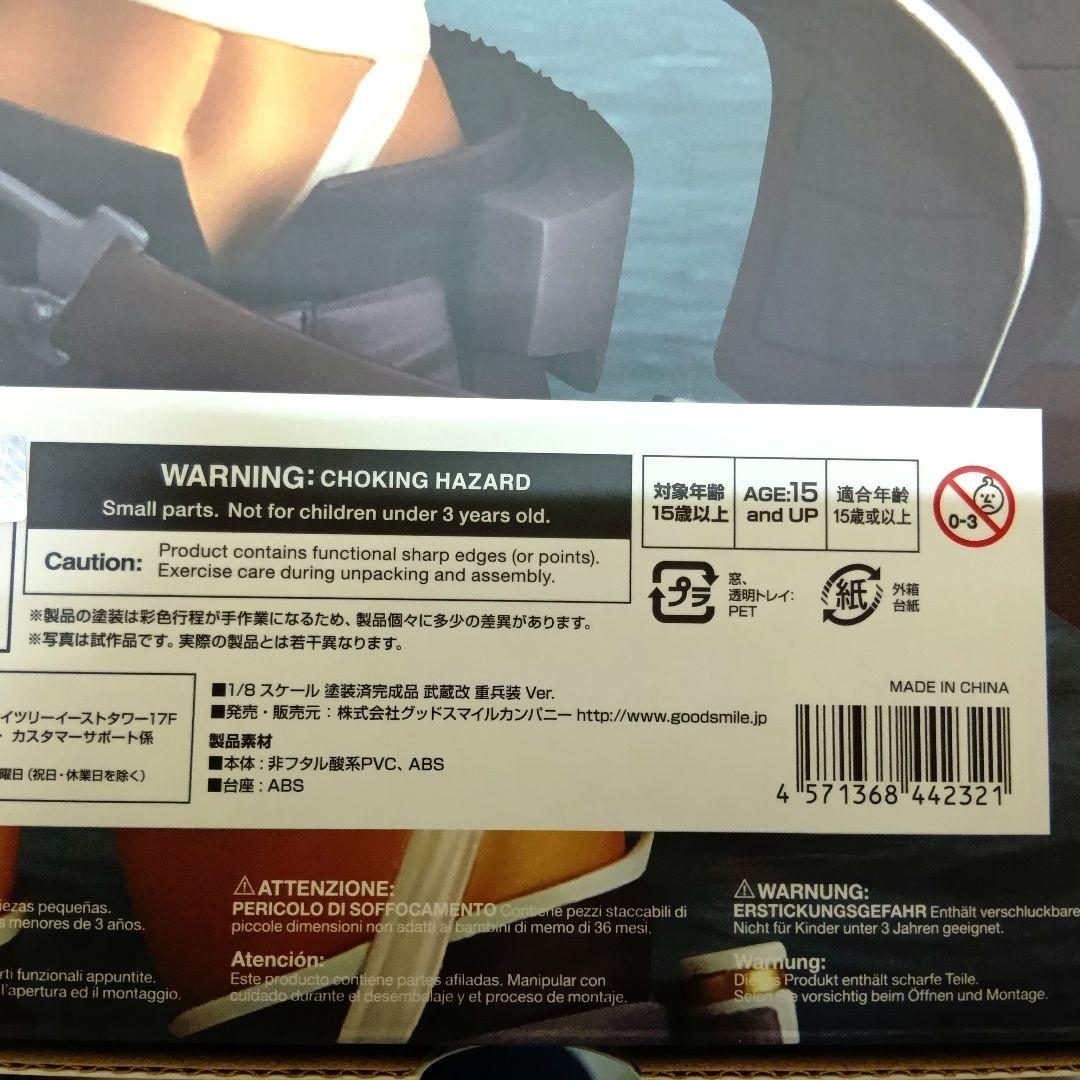 WARNING: CHOKING HAZARD
Small parts. Not for children under 3 years old.
Caution: Product contains functional sharp edges (or points).
Exercise care during unpacking and assembly.
対象年齢
15歳以上
AGE:15
and UP
適合年齢
15歳或以上
0-3
プラ
窓、
透明トレイ:
PET
紙
外箱
台紙
※製品の塗装は彩色行程が手作業になるため、製品個々に多少の差異があります。
※写真は試作品です。実際の製品とは若干異なります。
イツリーイーストタワー17F
カスタマーサポート係
曜日(祝日・休業日を除く)
■1/8 スケール 塗装済完成品 武蔵改 重兵装 Ver.
■発売・販売元:株式会社グッドスマイルカンパニー http://www.goodsmile.jp
製品素材
■本体:非フタル酸系PVC、ABS
■台座:ABS
MADE IN CHINA
4 571368 442321
iezas pequeñas.
s menores de 3 años.
rti funzionali appuntite.
l'apertura ed il montaggio.
⚠ATTENZIONE:
PERICOLO DI SOFFOCAMENTO Contiene pezzi staccabili di
piccole dimensioni non adatti a bambini di memo di 36 mesi.
Atención:
Este producto contiene partes afiladas. Manipular con
cuidado durante el desembalaje y el proceso de montaje.
⚠WARNUNG:
ERSTICKUNGSGEFAHR Enthält verschluckbare
Nicht für Kinder unter 3 Jahren geeignet.
Warnung:
Dieses Produkt enthält scharfe Teile.
Seien Sie vorsichtig beim Öffnen und Montage.